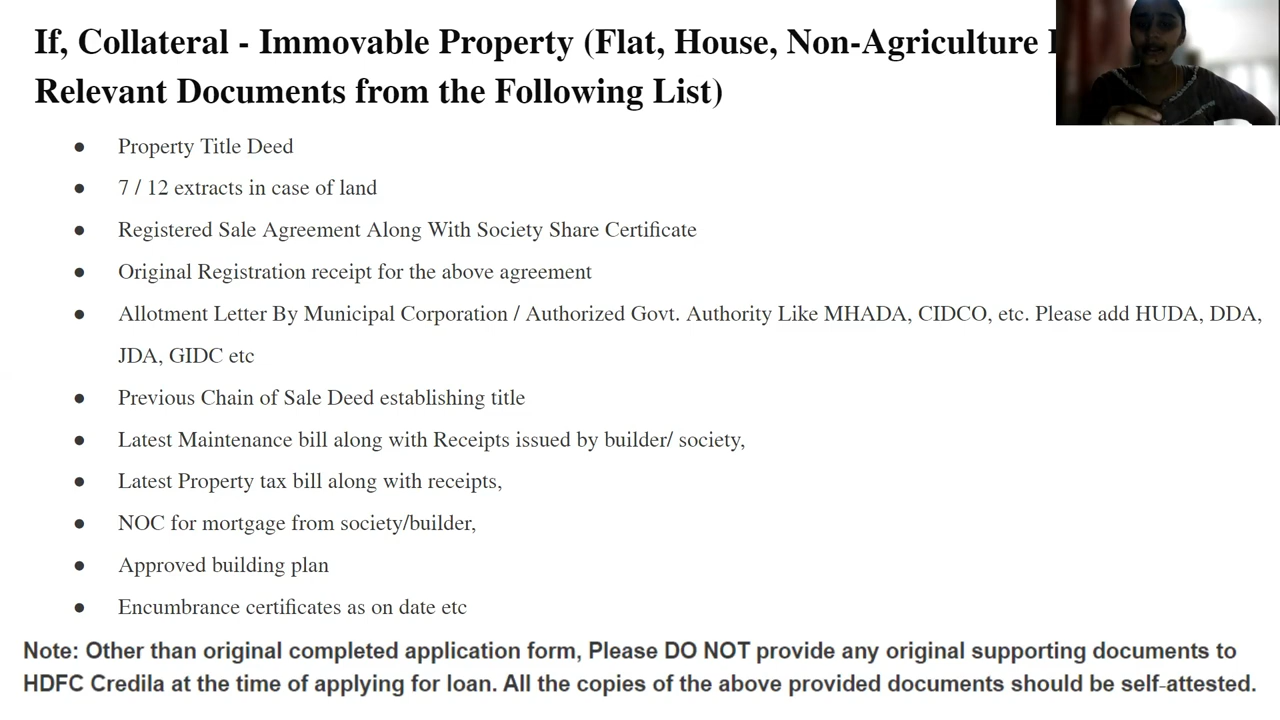 If, Collateral - Immovable Property (Flat, House, Non-Agriculture
Relevant Documents from the Following List)
● Property Title Deed
● 7 / 12 extracts in case of land
● Registered Sale Agreement Along With Society Share Certificate
● Original Registration receipt for the above agreement
● Allotment Letter By Municipal Corporation / Authorized Govt. Authority Like MHADA, CIDCO, etc. Please add HUDA, DDA,
JDA, GIDC etc
● Previous Chain of Sale Deed establishing title
● Latest Maintenance bill along with Receipts issued by builder/ society,
● Latest Property tax bill along with receipts,
● NOC for mortgage from society/builder,
● Approved building plan
● Encumbrance certificates as on date etc
Note: Other than original completed application form, Please DO NOT provide any original supporting documents to
HDFC Credila at the time of applying for loan. All the copies of the above provided documents should be self-attested.